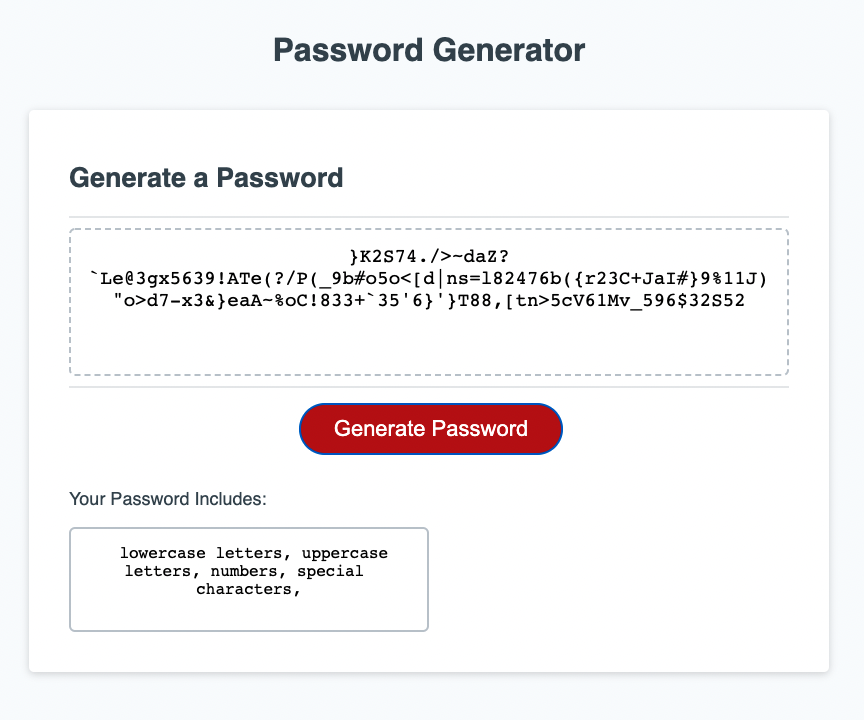 Password Generator
Generate a Password
}K2S74./>~daZ?
`Le@3gx5639!ATe(?/P(_9b#o5o<[d|ns=l82476b({r23C+JaI#}9%11J)
"o>d7-x3&}eaA~%oC!833+`35'6}'}T88,[tn>5cV61Mv_596$32S52
Generate Password
Your Password Includes:
lowercase letters, uppercase
letters, numbers, special
characters,